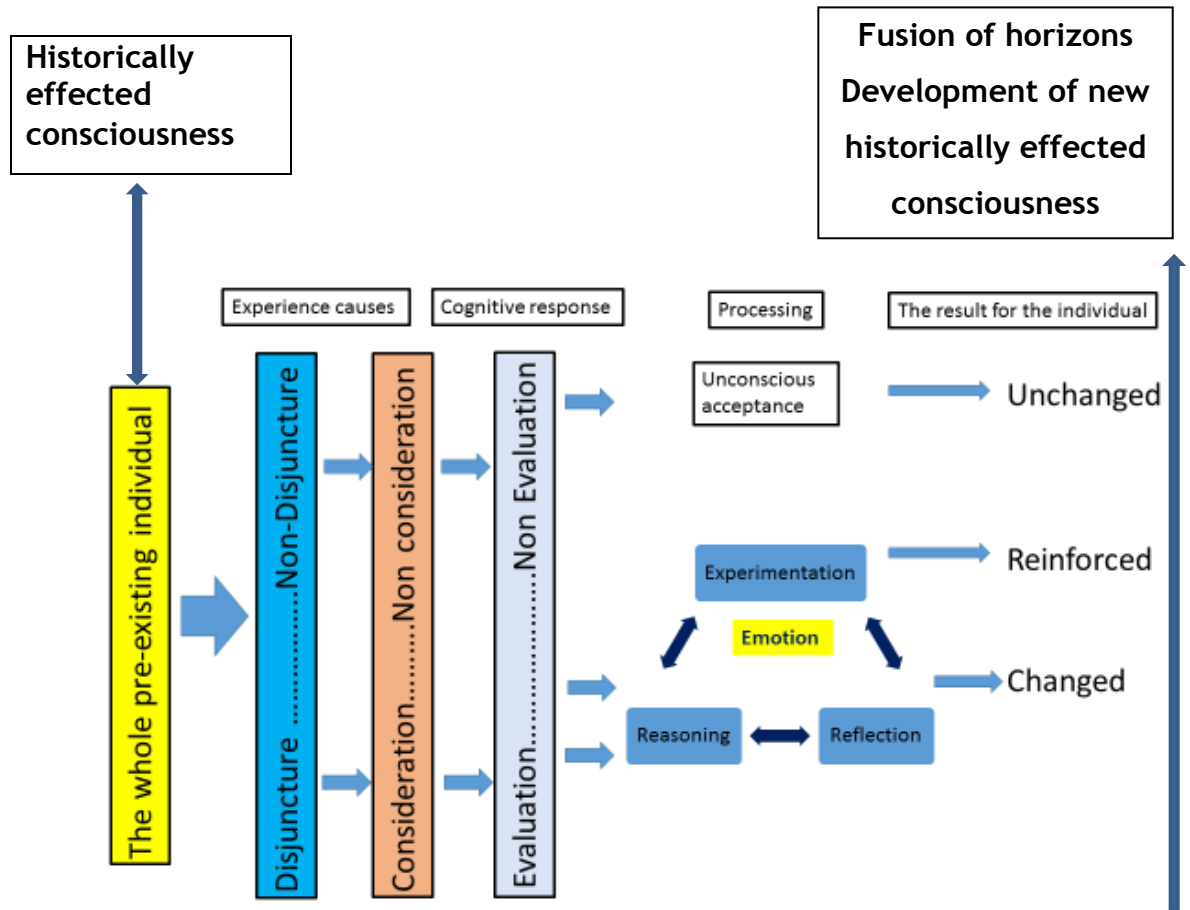 Historically
effected
consciousness
Fusion of horizons
Development of new
historically effected
consciousness
Experience causes
Cognitive response
Processing
The result for the individual
The whole pre-existing individual
Disjuncture ..................Non-Disjuncture
Consideration.........Non consideration
Evaluation.......................Non Evaluation
Unconscious
acceptance
Unchanged
Experimentation
Reinforced
Emotion
Changed
Reasoning
Reflection